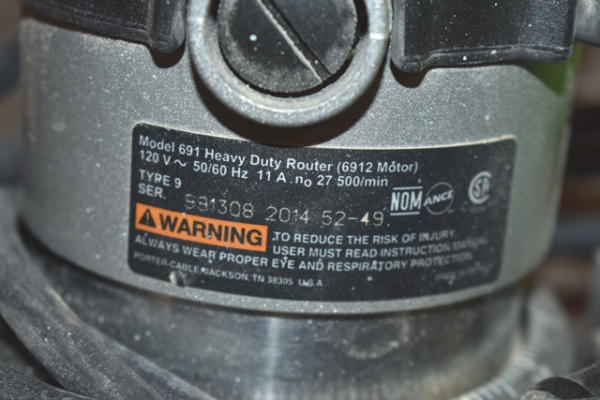 Model 691 Heavy Duty Router (6912 Motor)
120 V ~ 50/60 Hz 11 A n₀ 27 500/min
TYPE 9
SER. 991308 2014 52-49
NOM ANCE
WARNING TO REDUCE THE RISK OF INJURY,
USER MUST READ INSTRUCTION MANUAL
ALWAYS WEAR PROPER EYE AND RESPIRATORY PROTECTION
PORTER-CABLE JACKSON, TN 38305 U.S.A